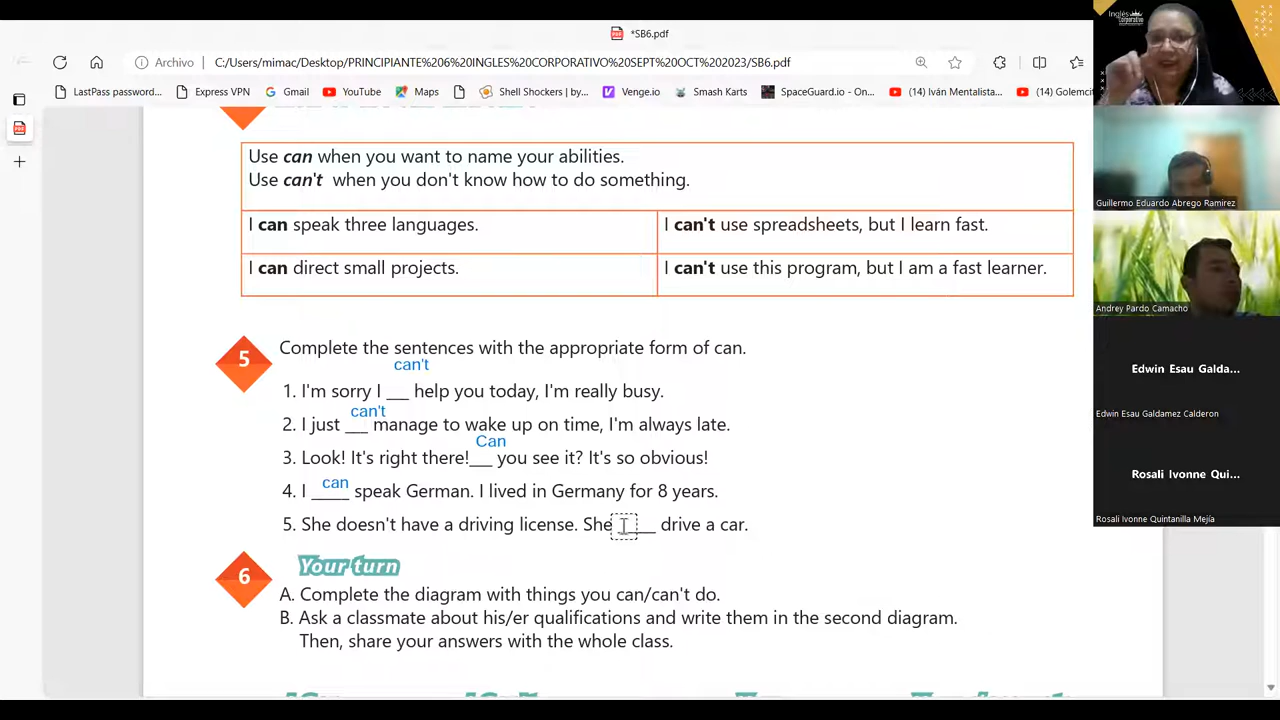 *SB6.pdf
Archivo
C:/Users/mimac/Desktop/PRINCIPIANTE%206%20INGLES%20CORPORATIVO%20SEPT%20OCT%202023/SB6.pdf
LastPass password...
Express VPN
Gmail
YouTube
Maps
Shell Shockers | by...
Venge.io
Smash Karts
SpaceGuard.io - On...
(14) Iván Mentalista...
(14) Golemcit
Use can when you want to name your abilities.
Use can't when you don't know how to do something.
I can speak three languages.
I can't use spreadsheets, but I learn fast.
I can direct small projects.
I can't use this program, but I am a fast learner.
5
Complete the sentences with the appropriate form of can.
can't
1. I'm sorry I ___ help you today, I'm really busy.
can't
2. I just ___ manage to wake up on time, I'm always late.
Can
3. Look! It's right there!___ you see it? It's so obvious!
can
4. I _____ speak German. I lived in Germany for 8 years.
5. She doesn't have a driving license. She _____ drive a car.
6
Your turn
A. Complete the diagram with things you can/can't do.
B. Ask a classmate about his/er qualifications and write them in the second diagram.
Then, share your answers with the whole class.
Inglés
Corporativo
Guillermo Eduardo Abrego Ramirez
Andrey Pardo Camacho
Edwin Esau Galda...
Edwin Esau Galdamez Calderon
Rosali Ivonne Qui...
Rosali Ivonne Quintanilla Mejía